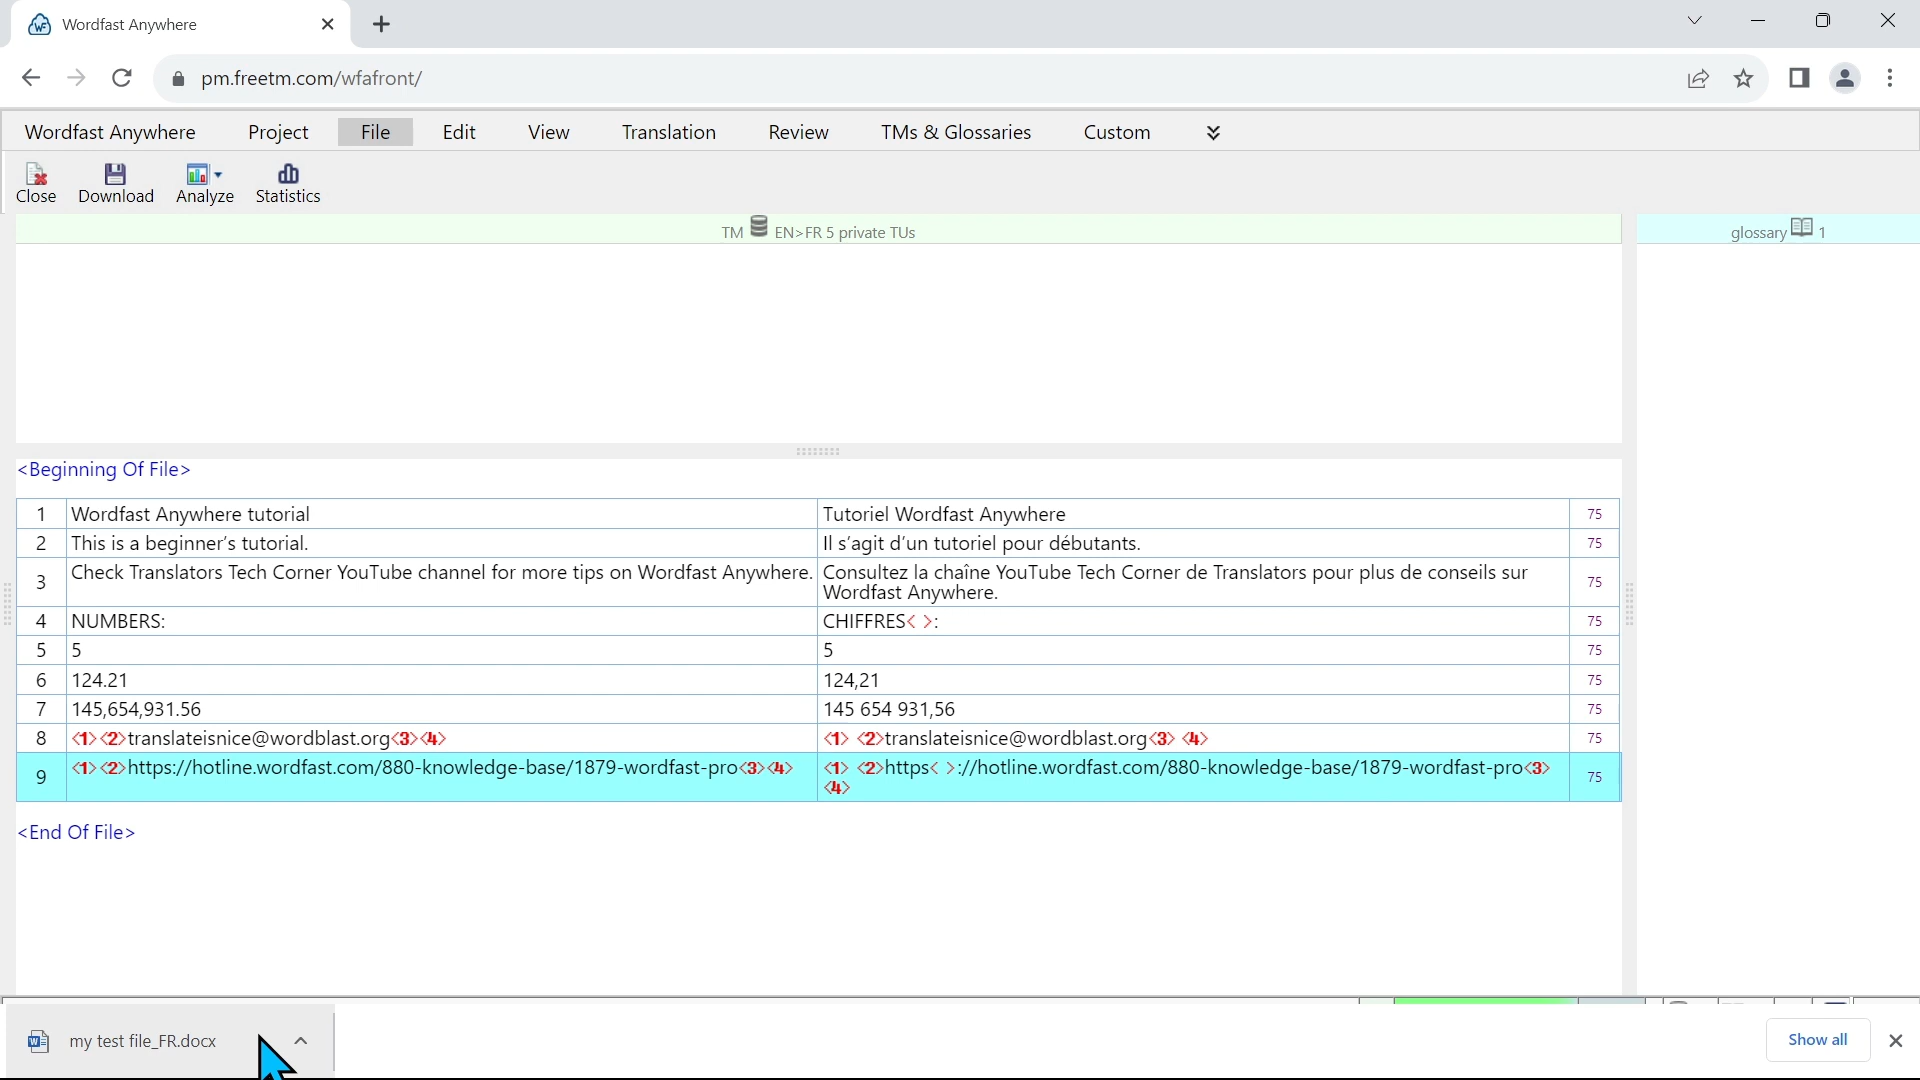 Wordfast Anywhere
pm.freetm.com/wfafront/
Wordfast Anywhere Project File Edit View Translation Review TMs & Glossaries Custom
Close Download Analyze Statistics
TM EN>FR 5 private TUs
glossary 1
<Beginning Of File>
1 Wordfast Anywhere tutorial Tutoriel Wordfast Anywhere 75
2 This is a beginner's tutorial. Il s'agit d'un tutoriel pour débutants. 75
3 Check Translators Tech Corner YouTube channel for more tips on Wordfast Anywhere. Consultez la chaîne YouTube Tech Corner de Translators pour plus de conseils sur 75
Wordfast Anywhere.
4 NUMBERS: CHIFFRES< >: 75
5 5 5 75
6 124.21 124,21 75
7 145,654,931.56 145 654 931,56 75
8 <1><2>translateisnice@wordblast.org<3><4> <1> <2>translateisnice@wordblast.org<3> <4> 75
9 <1><2>https://hotline.wordfast.com/880-knowledge-base/1879-wordfast-pro<3><4> <1> <2>https< >://hotline.wordfast.com/880-knowledge-base/1879-wordfast-pro<3> 75
<4>
<End Of File>
my test file_FR.docx
Show all